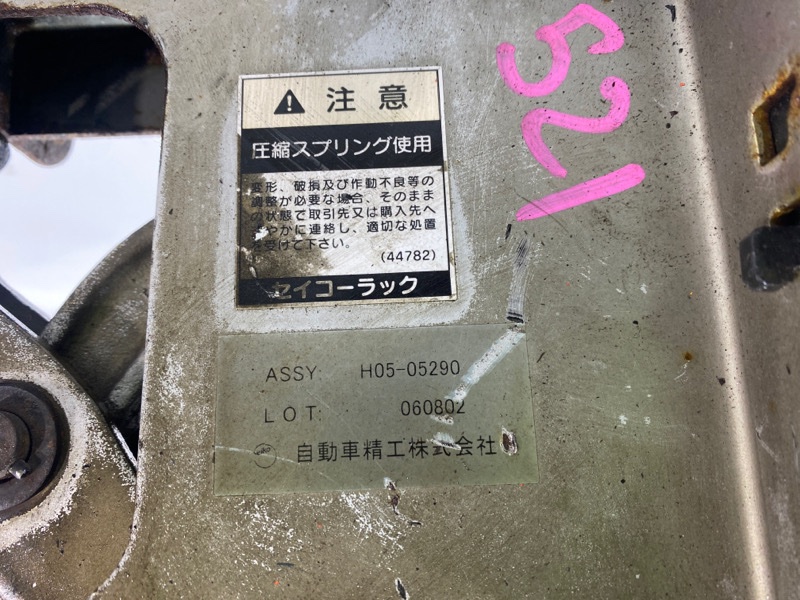 521
注意
圧縮スプリング使用
変形、破損及び作動不良等の
調整が必要な場合、そのまま
の状態で取引先又は購入先へ
やかに連絡し、適切な処置
を受けて下さい。
(44782)
セイコーラック
ASSY: H05-05290
LOT: 060802
自動車精工株式会社